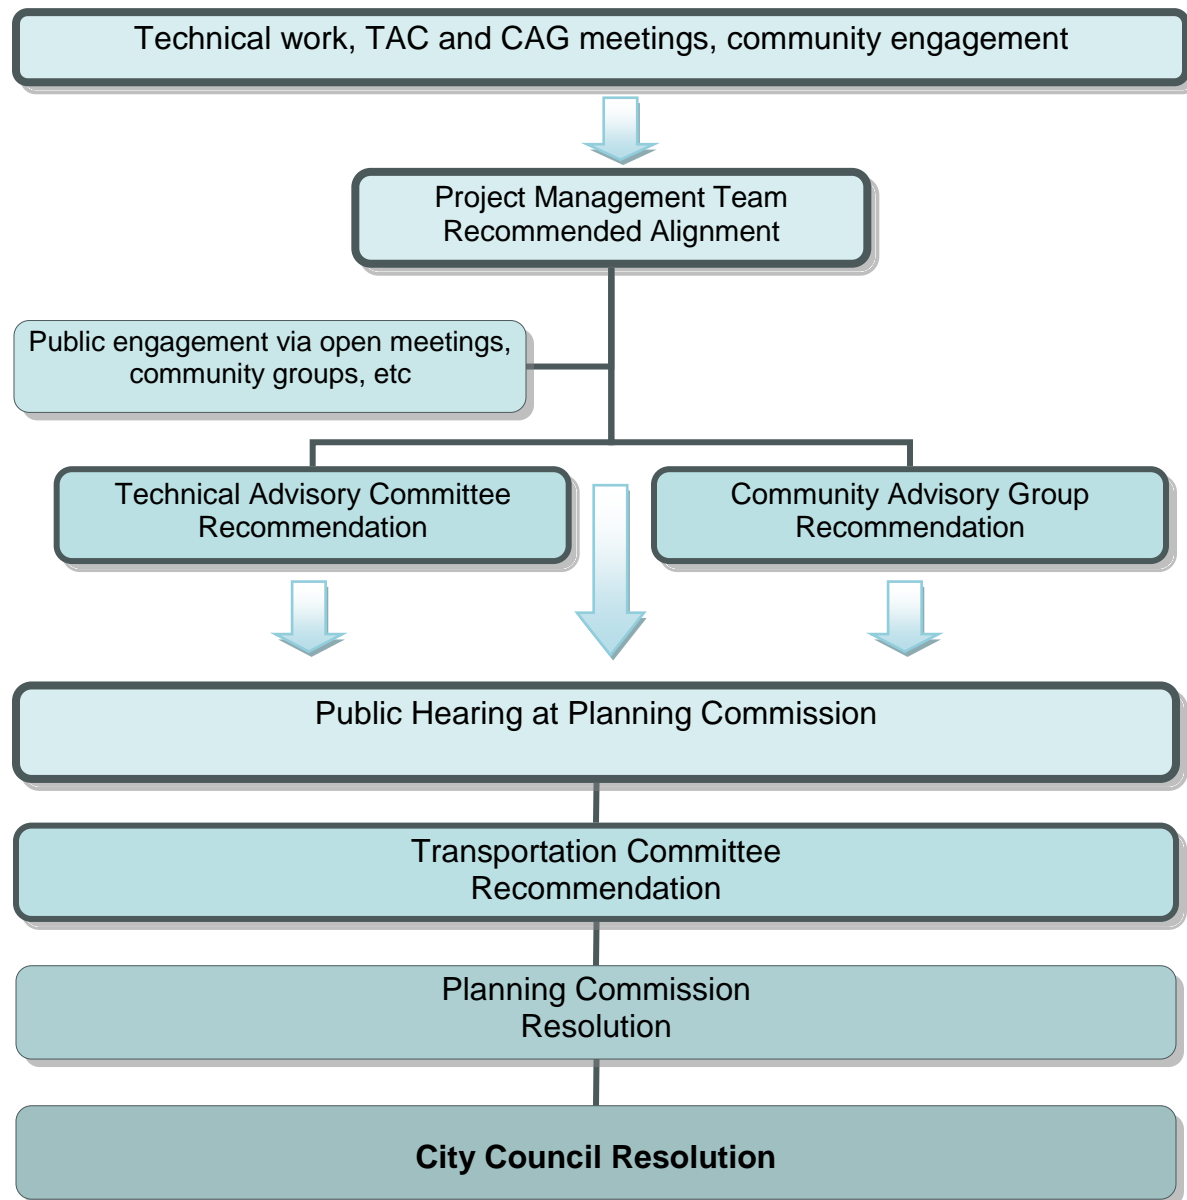 Technical work, TAC and CAG meetings, community engagement
Project Management Team
Recommended Alignment
Public engagement via open meetings,
community groups, etc
Technical Advisory Committee
Recommendation
Community Advisory Group
Recommendation
Public Hearing at Planning Commission
Transportation Committee
Recommendation
Planning Commission
Resolution
City Council Resolution